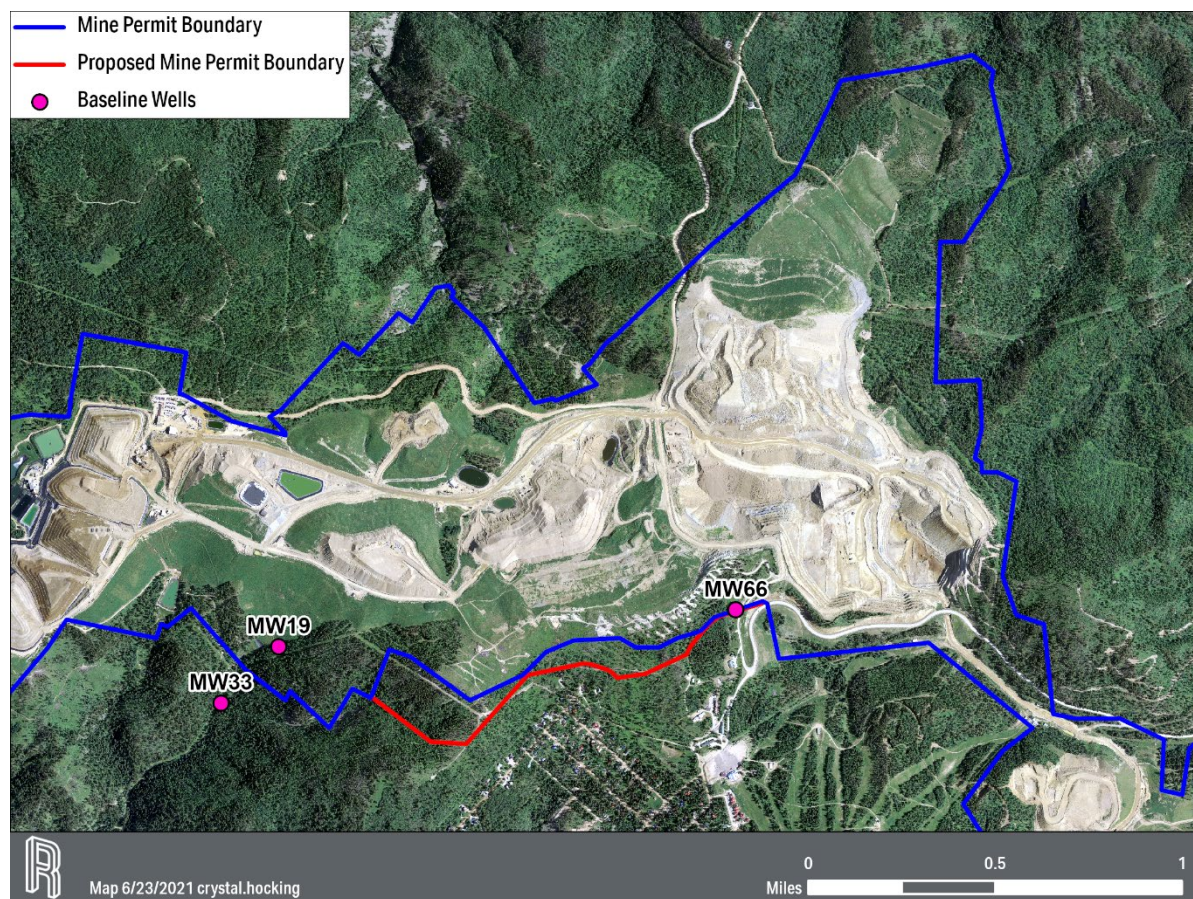 Mine Permit Boundary
Proposed Mine Permit Boundary
Baseline Wells
MW66
MW19
MW33
Map 6/23/2021 crystal.hocking
0 0.5 1
Miles